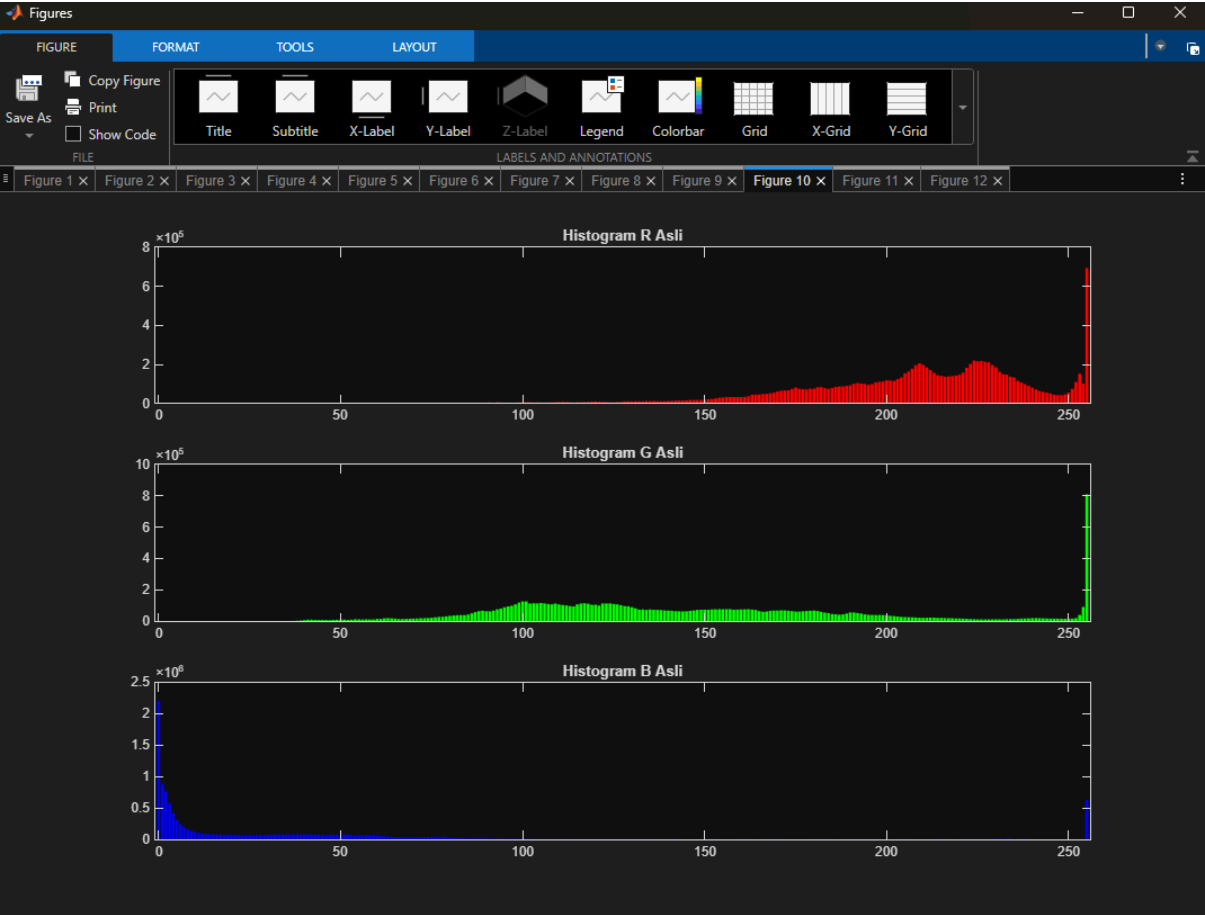 Figures
FIGURE FORMAT TOOLS LAYOUT
Save As
Copy Figure
Print
Show Code
FILE
Title Subtitle X-Label Y-Label Z-Label Legend Colorbar Grid X-Grid Y-Grid
LABELS AND ANNOTATIONS
Figure 1 Figure 2 Figure 3 Figure 4 Figure 5 Figure 6 Figure 7 Figure 8 Figure 9 Figure 10 Figure 11 Figure 12
Histogram R Asli
×10⁵
8
6
4
2
0
0 50 100 150 200 250
Histogram G Asli
×10⁵
10
8
6
4
2
0
0 50 100 150 200 250
Histogram B Asli
×10⁶
2.5
2
1.5
1
0.5
0
0 50 100 150 200 250